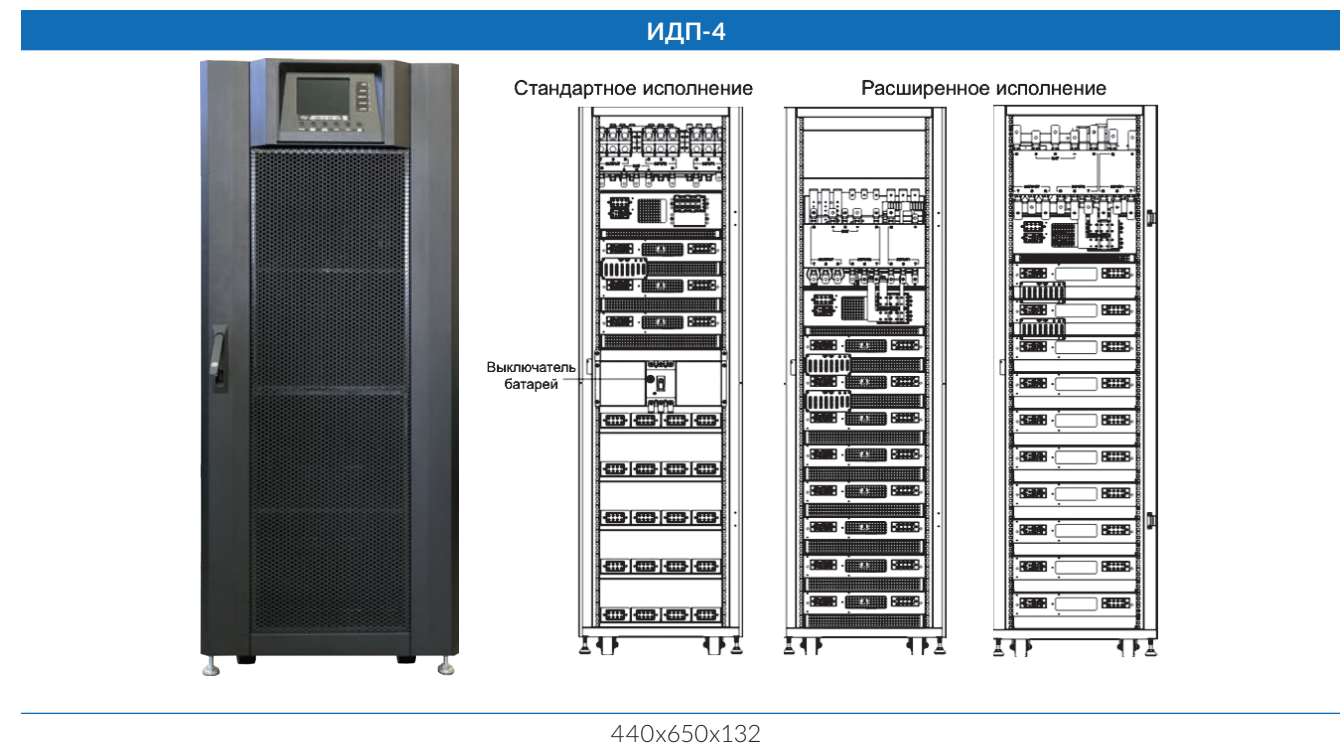 ИДП-4
Стандартное исполнение
Расширенное исполнение
Выключатель
батарей
440x650x132